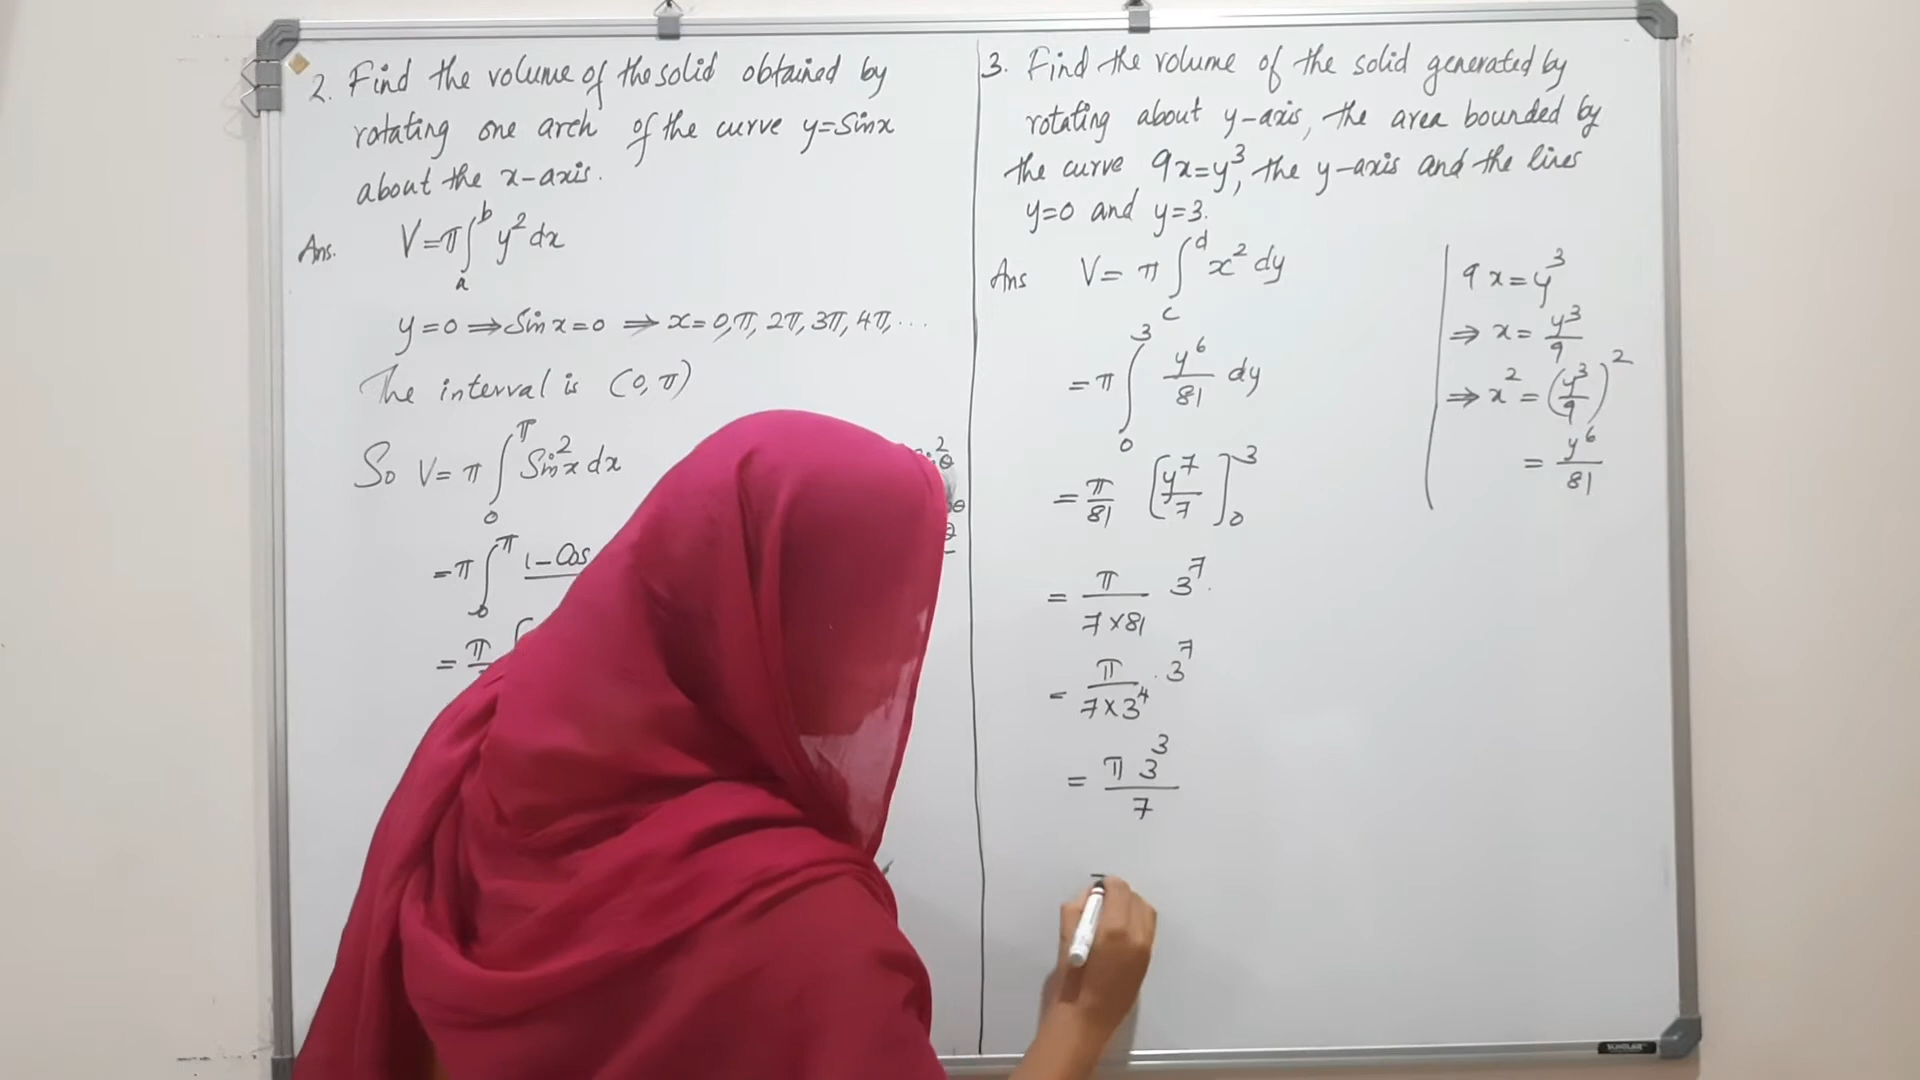 2. Find the volume of the solid obtained by
rotating one arch of the curve y=Sinx
about the x-axis.
Ans. V=π∫ₐᵇ y² dx
y=0 ⇒ Sin x=0 ⇒ x=0,π, 2π, 3π, 4π, ...
The interval is (0, π)
So V= π ∫₀^π Sin²x dx
=π ∫₀^π 1-Cos
= π
3. Find the volume of the solid generated by
rotating about y-axis, the area bounded by
the curve 9x=y³, the y-axis and the lines
y=0 and y=3.
Ans V= π ∫_c^d x² dy
= π ∫₀³ y⁶/81 dy
= π/81 [y⁷/7]₀³
= π/(7×81) 3⁷.
= π/(7×3⁴) . 3⁷
= π 3³/7
9x=y³
⇒ x= y³/9
⇒ x² = (y³/9)²
= y⁶/81
SCHOLAR